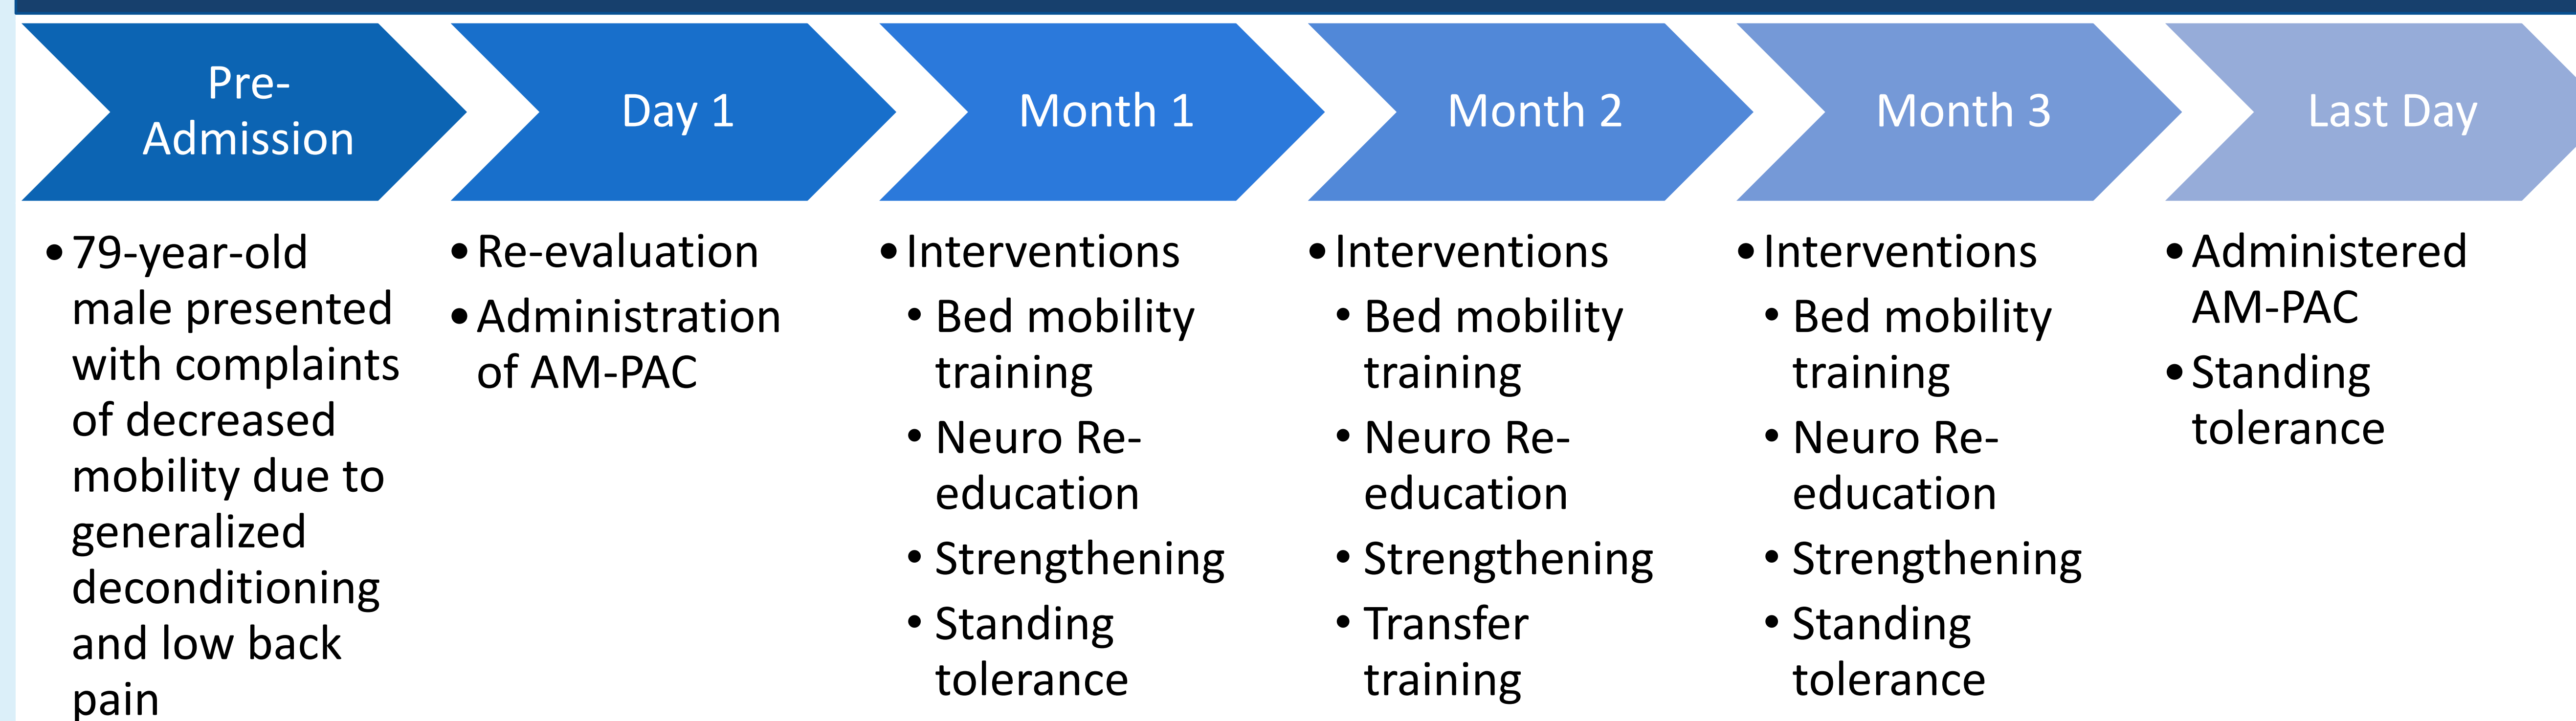 Pre-
Admission
Day 1
Month 1
Month 2
Month 3
Last Day
•79-year-old
male presented
with complaints
of decreased
mobility due to
generalized
deconditioning
and low back
pain
•Re-evaluation
•Administration
of AM-PAC
•Interventions
• Bed mobility
training
• Neuro Re-
education
• Strengthening
• Standing
tolerance
•Interventions
• Bed mobility
training
• Neuro Re-
education
• Strengthening
• Transfer
training
•Interventions
• Bed mobility
training
• Neuro Re-
education
• Strengthening
• Standing
tolerance
•Administered
AM-PAC
•Standing
tolerance